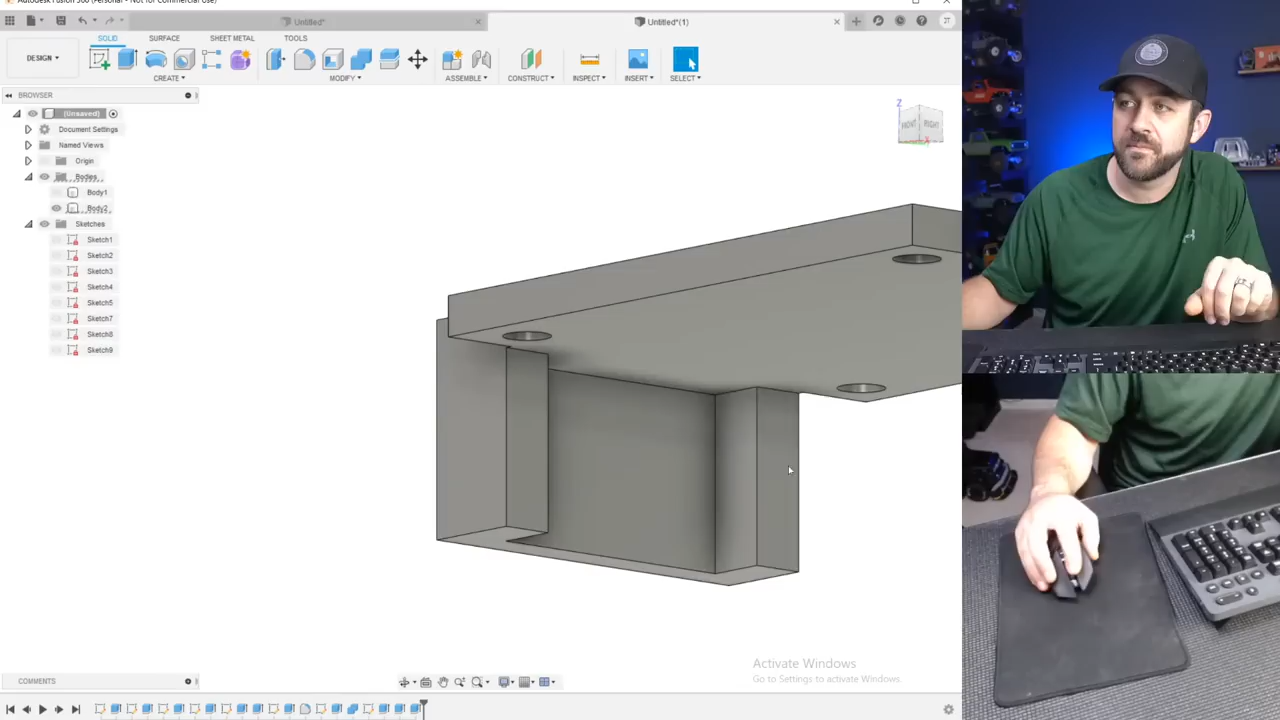 Autodesk Fusion 360 (Personal - Not for Commercial Use)
Untitled*
Untitled*(1)
JT
DESIGN
SOLID
SURFACE
SHEET METAL
TOOLS
CREATE
MODIFY
ASSEMBLE
CONSTRUCT
INSPECT
INSERT
SELECT
BROWSER
(Unsaved)
Document Settings
Named Views
Origin
Bodies
Body1
Body2
Sketches
Sketch1
Sketch2
Sketch3
Sketch4
Sketch5
Sketch7
Sketch8
Sketch9
Z
FRONT
RIGHT
X
Activate Windows
Go to Settings to activate Windows.
COMMENTS